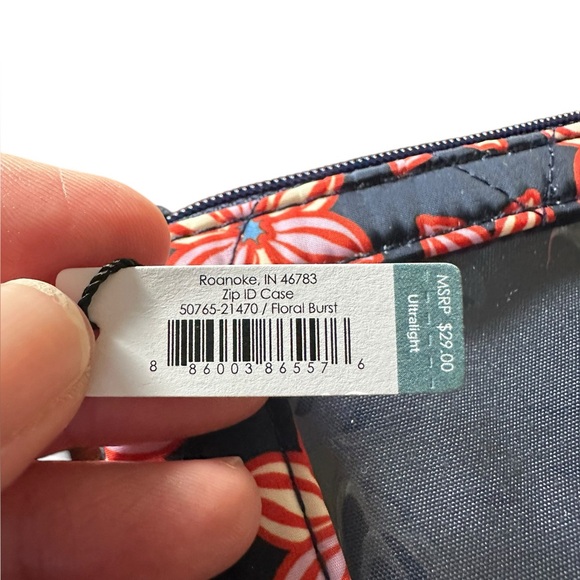 Roanoke, IN 46783
Zip ID Case
50765-21470 / Floral Burst
8 86003 86557 6
MSRP $29.00
Ultralight